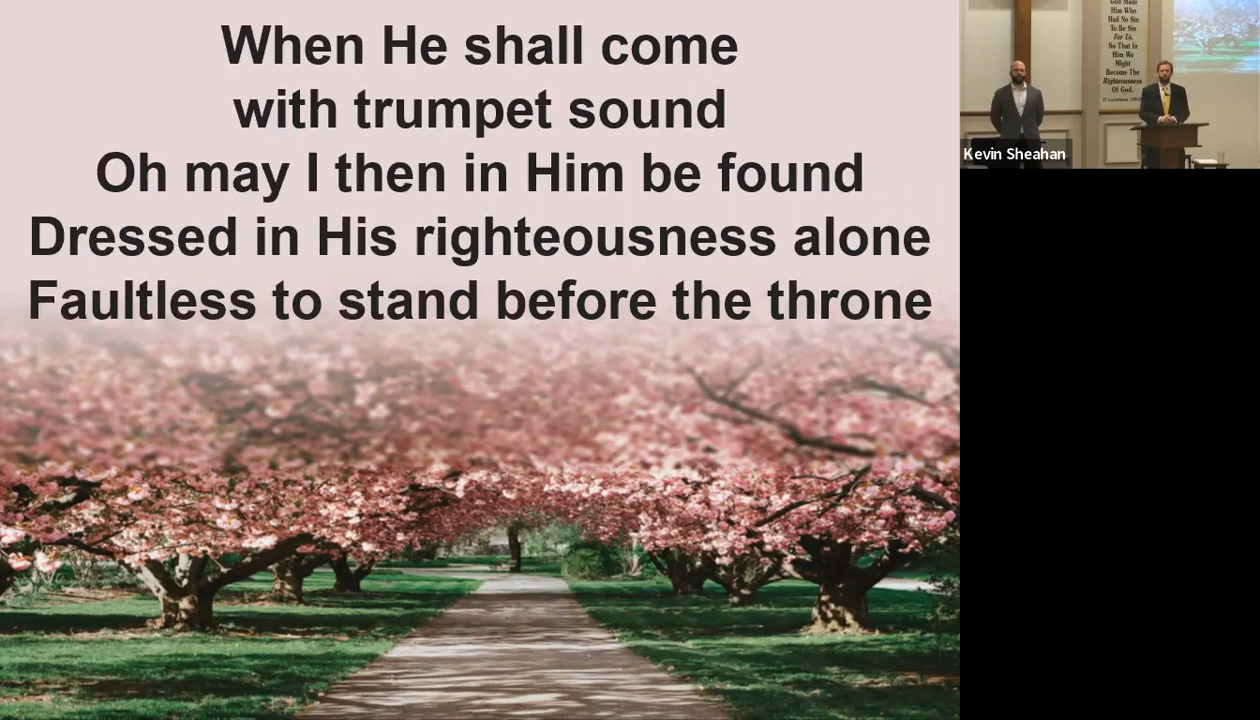 When He shall come
with trumpet sound
Oh may I then in Him be found
Dressed in His righteousness alone
Faultless to stand before the throne
God Made
Him Who
Had No Sin
To Be Sin
For Us,
So That In
Him We
Might
Become The
Righteousness
Of God.
Kevin Sheahan